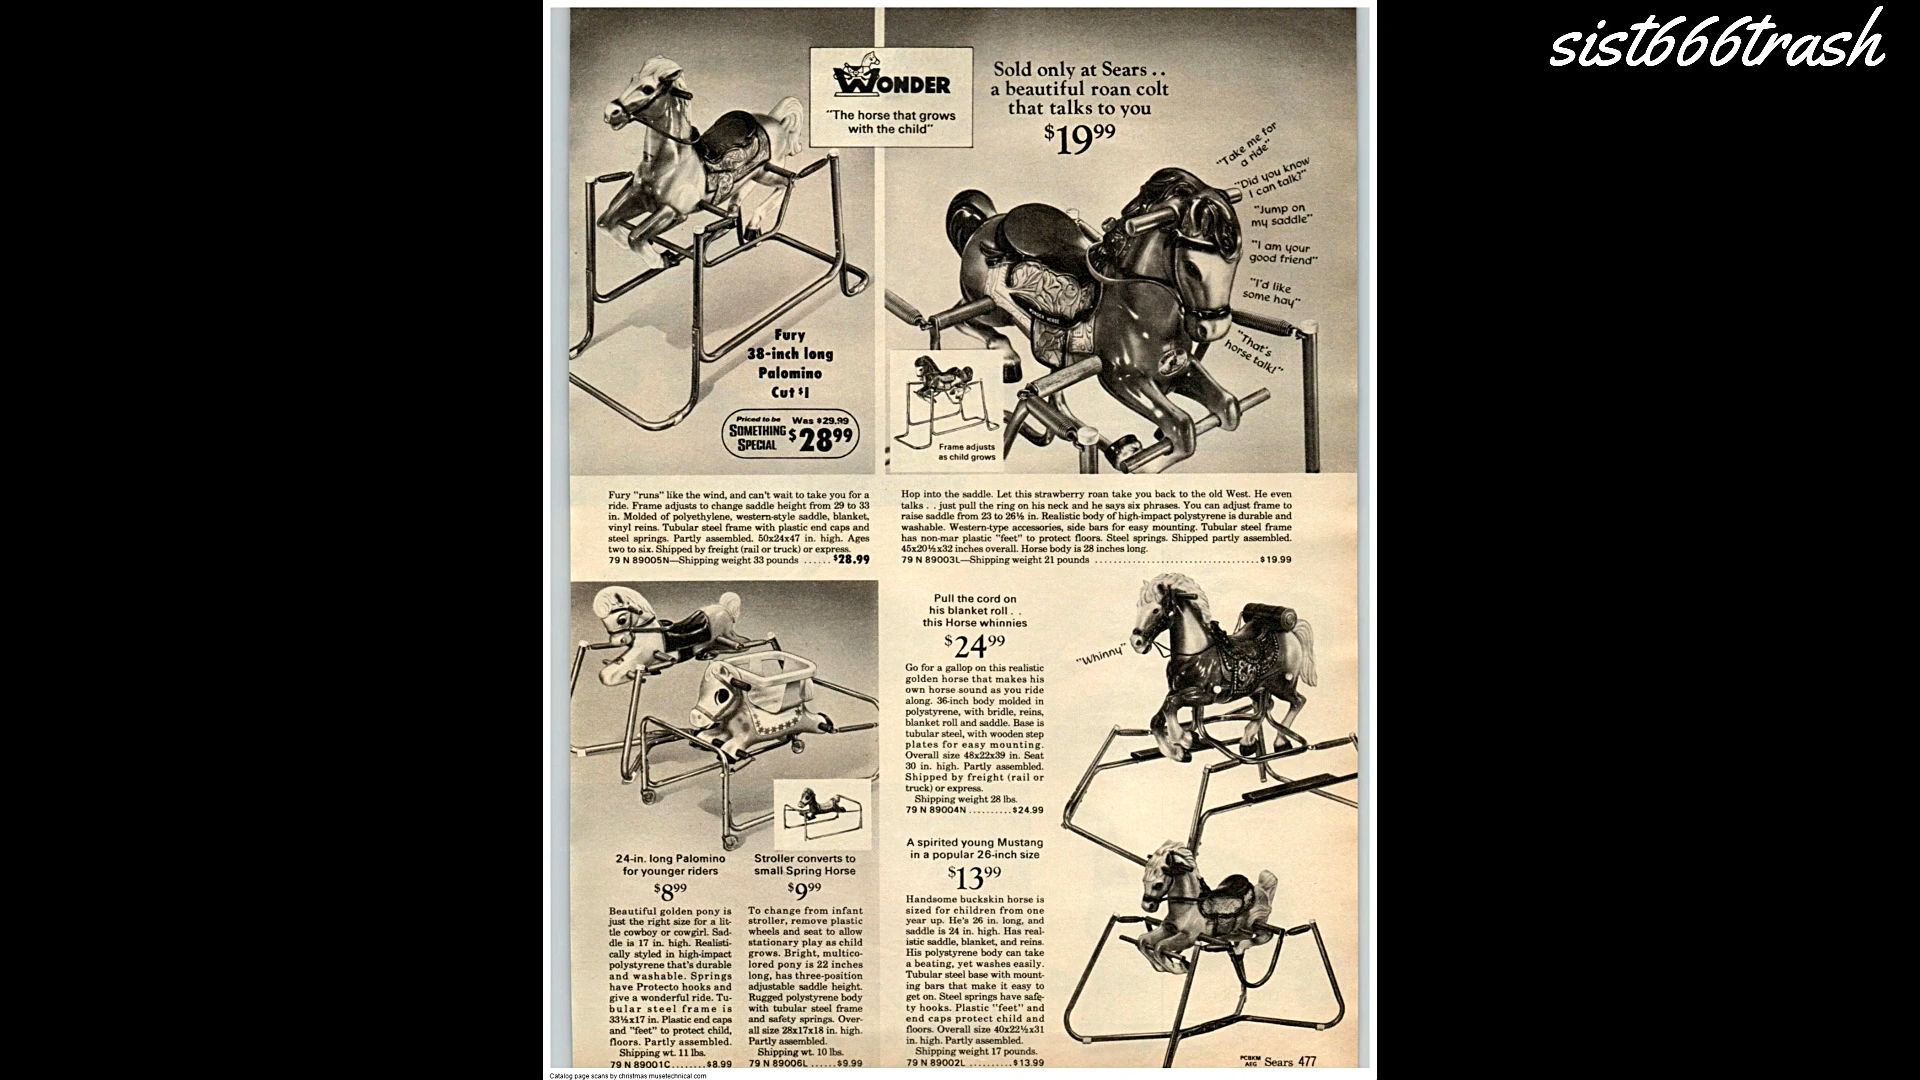 sist666trash
WONDER
"The horse that grows
with the child"
Sold only at Sears . .
a beautiful roan colt
that talks to you
$19 99
"Take me for
a ride"
"Did you know
I can talk?"
"Jump on
my saddle"
"I am your
good friend"
"I'd like
some hay"
"That's
horse talk!"
Fury
38-inch long
Palomino
Cut $1
Priced to be
SOMETHING
SPECIAL
Was $29.99
$28 99
Frame adjusts
as child grows
Fury "runs" like the wind, and can't wait to take you for a
ride. Frame adjusts to change saddle height from 29 to 33
in. Molded of polyethylene, western-style saddle, blanket,
vinyl reins. Tubular steel frame with plastic end caps and
steel springs. Partly assembled. 50x24x47 in. high. Ages
two to six. Shipped by freight (rail or truck) or express.
79 N 89005N—Shipping weight 33 pounds ...... $28.99
Hop into the saddle. Let this strawberry roan take you back to the old West. He even
talks . . just pull the ring on his neck and he says six phrases. You can adjust frame to
raise saddle from 23 to 26½ in. Realistic body of high-impact polystyrene is durable and
washable. Western-type accessories, side bars for easy mounting. Tubular steel frame
has non-mar plastic "feet" to protect floors. Steel springs. Shipped partly assembled.
45x20½x32 inches overall. Horse body is 28 inches long.
79 N 89003L—Shipping weight 21 pounds ................................. $19.99
Pull the cord on
his blanket roll . .
this Horse whinnies
$24 99
"Whinny"
Go for a gallop on this realistic
golden horse that makes his
own horse sound as you ride
along. 36-inch body molded in
polystyrene, with bridle, reins,
blanket roll and saddle. Base is
tubular steel, with wooden step
plates for easy mounting.
Overall size 48x22x39 in. Seat
30 in. high. Partly assembled.
Shipped by freight (rail or
truck) or express.
Shipping weight 28 lbs.
79 N 89004N .......... $24.99
24-in. long Palomino
for younger riders
$8 99
Beautiful golden pony is
just the right size for a lit-
tle cowboy or cowgirl. Sad-
dle is 17 in. high. Realisti-
cally styled in high-impact
polystyrene that's durable
and washable. Springs
have Protecto hooks and
give a wonderful ride. Tu-
bular steel frame is
33½x17 in. Plastic end caps
and "feet" to protect child,
floors. Partly assembled.
Shipping wt. 11 lbs.
79 N 89001C ........ $8.99
Stroller converts to
small Spring Horse
$9 99
To change from infant
stroller, remove plastic
wheels and seat to allow
stationary play as child
grows. Bright, multico-
lored pony is 22 inches
long, has three-position
adjustable saddle height.
Rugged polystyrene body
with tubular steel frame
and safety springs. Over-
all size 28x17x18 in. high.
Partly assembled.
Shipping wt. 10 lbs.
79 N 89006L ...... $9.99
A spirited young Mustang
in a popular 26-inch size
$13 99
Handsome buckskin horse is
sized for children from one
year up. He's 26 in. long, and
saddle is 24 in. high. Has real-
istic saddle, blanket, and reins.
His polystyrene body can take
a beating, yet washes easily.
Tubular steel base with mount-
ing bars that make it easy to
get on. Steel springs have safe-
ty hooks. Plastic "feet" and
end caps protect child and
floors. Overall size 40x22½x31
in. high. Partly assembled.
Shipping weight 17 pounds.
79 N 89002L .......... $13.99
PCBKM
AEG Sears 477
Catalog page scans by christmas.musetechnical.com